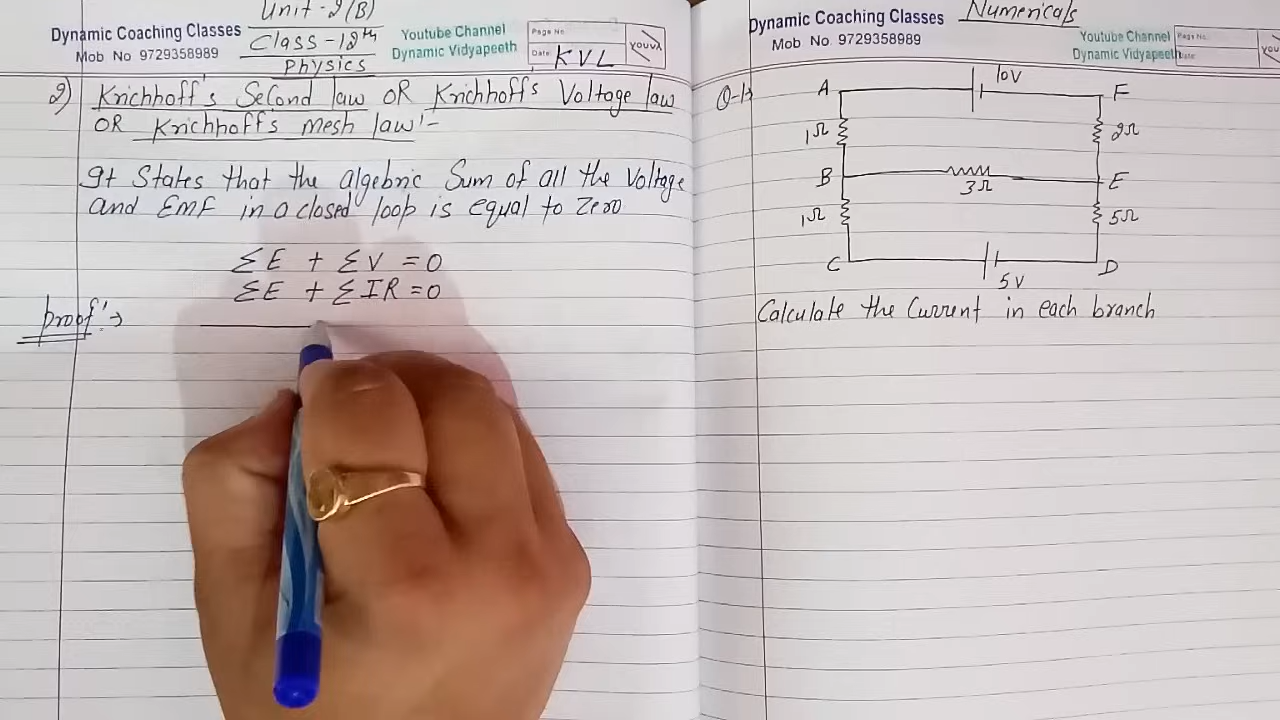 Unit-2(B)
Dynamic Coaching Classes
Mob No. 9729358989
Class-12th
Physics
Youtube Channel
Dynamic Vidyapeeth
Page No.
Date
KVL
youva
2) Krichhoff's Second law OR Krichhoff's Voltage law
OR Krichhoff's mesh law:-
It States that the algebric Sum of all the Voltage
and EMF in a closed loop is equal to Zero
ΣE + ΣV = 0
ΣE + ΣIR = 0
Proof:→
Dynamic Coaching Classes
Mob No. 9729358989
Numericals
Youtube Channel
Dynamic Vidyapeeth
Page No.
Date
you
Q-1)
A 10V F
1Ω 2Ω
B 3Ω E
1Ω 5Ω
C 5V D
Calculate the Current in each branch